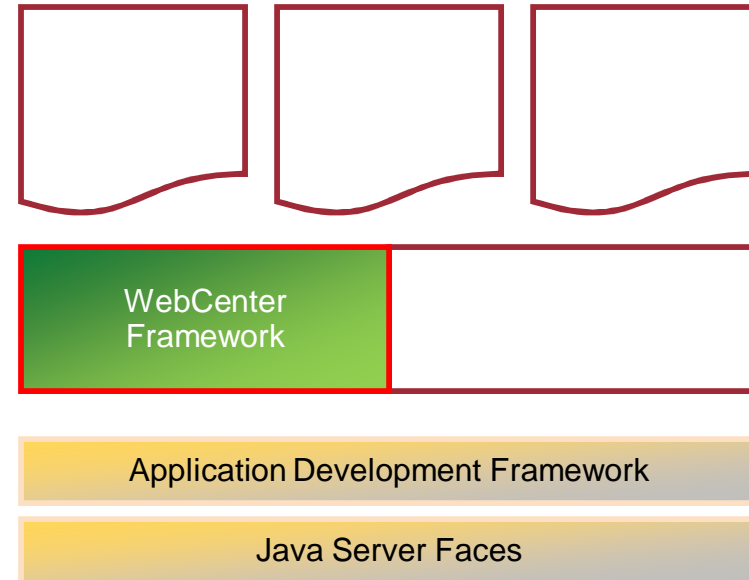 WebCenter
Framework
Application Development Framework
Java Server Faces